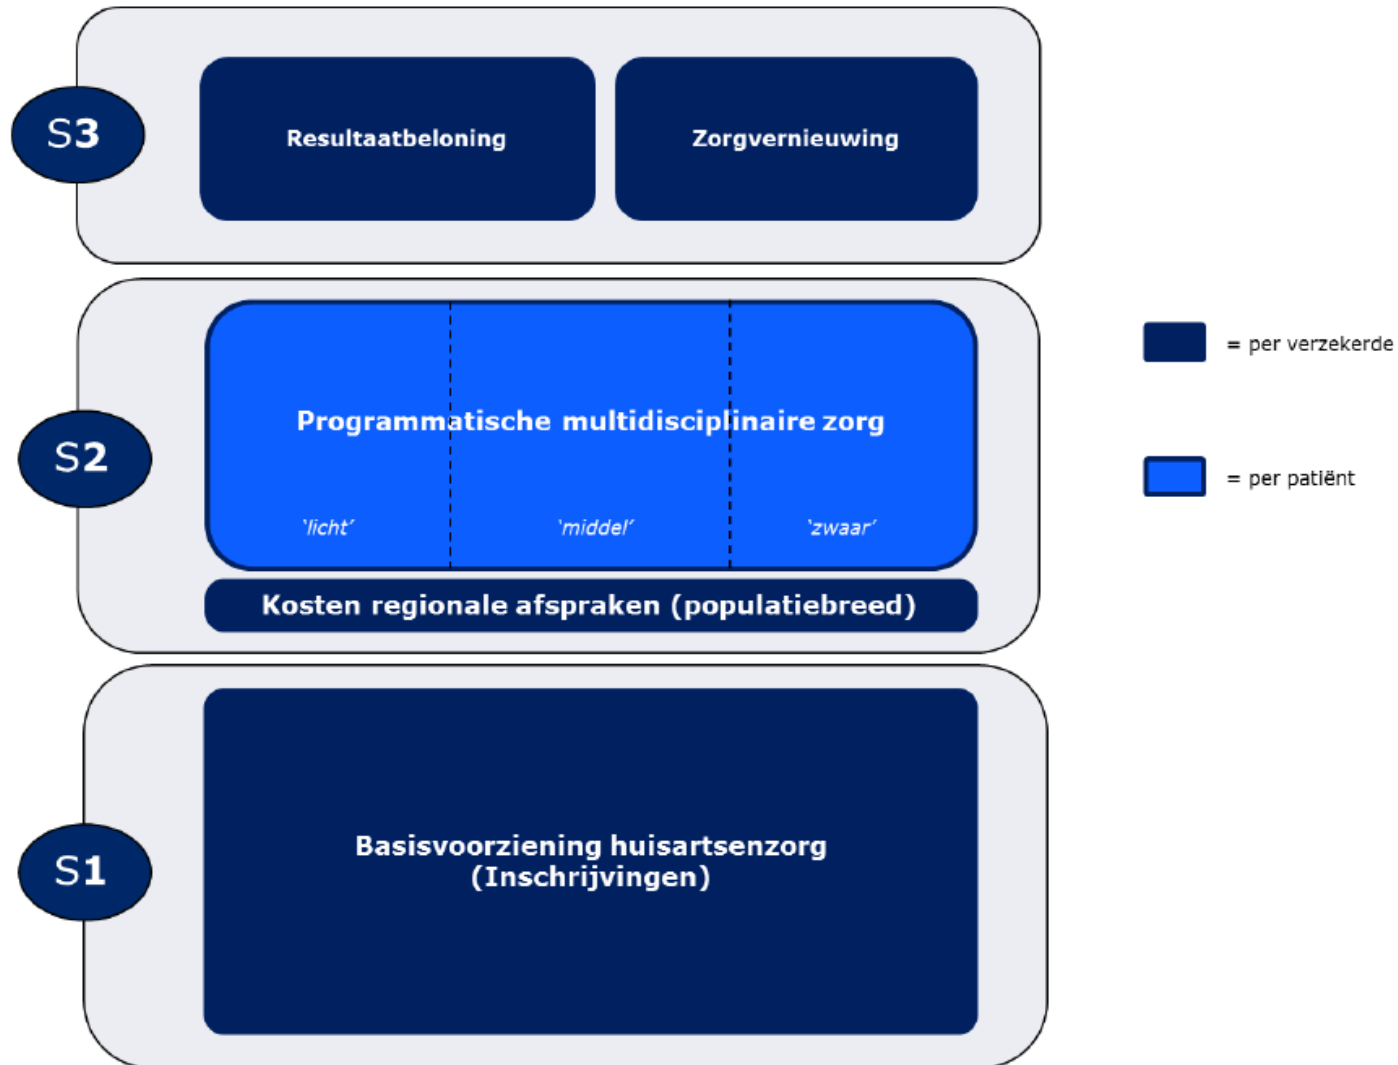 S3
Resultaatbeloning
Zorgvernieuwing
S2
Programmatische multidisciplinaire zorg
‘licht’
‘middel’
‘zwaar’
Kosten regionale afspraken (populatiebreed)
S1
Basisvoorziening huisartsenzorg
(Inschrijvingen)
= per verzekerde
= per patiënt